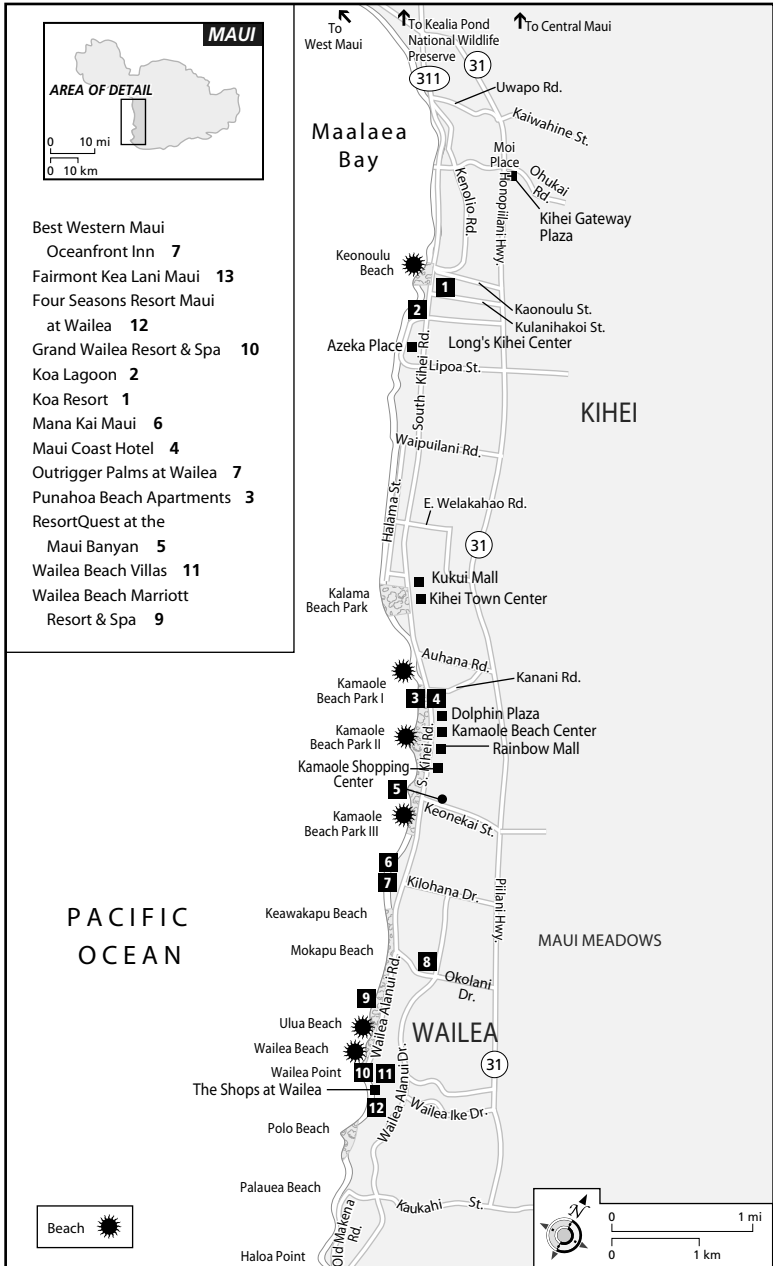 MAUI
AREA OF DETAIL
0 10 mi
0 10 km
Best Western Maui
Oceanfront Inn 7
Fairmont Kea Lani Maui 13
Four Seasons Resort Maui
at Wailea 12
Grand Wailea Resort & Spa 10
Koa Lagoon 2
Koa Resort 1
Mana Kai Maui 6
Maui Coast Hotel 4
Outrigger Palms at Wailea 7
Punahoa Beach Apartments 3
ResortQuest at the
Maui Banyan 5
Wailea Beach Villas 11
Wailea Beach Marriott
Resort & Spa 9
To
West Maui
To Kealia Pond
National Wildlife
Preserve
To Central Maui
31
311
Uwapo Rd.
Kaiwahine St.
Maalaea
Bay
Moi
Place
Ohukai
Rd.
Kenolio Rd.
Honopiilani Hwy.
Kihei Gateway
Plaza
Keonoulu
Beach
1
Kaonoulu St.
2
Kulanihakoi St.
Azeka Place
Long's Kihei Center
South Kihei Rd.
Lipoa St.
KIHEI
Waipuilani Rd.
Halama St.
E. Welakahao Rd.
31
Kukui Mall
Kalama
Beach Park
Kihei Town Center
Auhana Rd.
Kanani Rd.
Kamaole
Beach Park I
3
4
Dolphin Plaza
Kamaole
Beach Park II
Kamaole Beach Center
Rainbow Mall
S. Kihei Rd.
Kamaole Shopping
Center
5
Keonekai St.
Kamaole
Beach Park III
6
7
Kilohana Dr.
Piilani Hwy.
Keawakapu Beach
PACIFIC
OCEAN
MAUI MEADOWS
Mokapu Beach
8
Okolani
Dr.
Wailea Alanui Rd.
9
Ulua Beach
WAILEA
Wailea Beach
31
Wailea Point
10
11
Wailea Alanui Dr.
The Shops at Wailea
12
Wailea Ike Dr.
Polo Beach
Palauea Beach
Kaukahi St.
Old Makena
Rd.
Haloa Point
Beach
N
0 1 mi
0 1 km